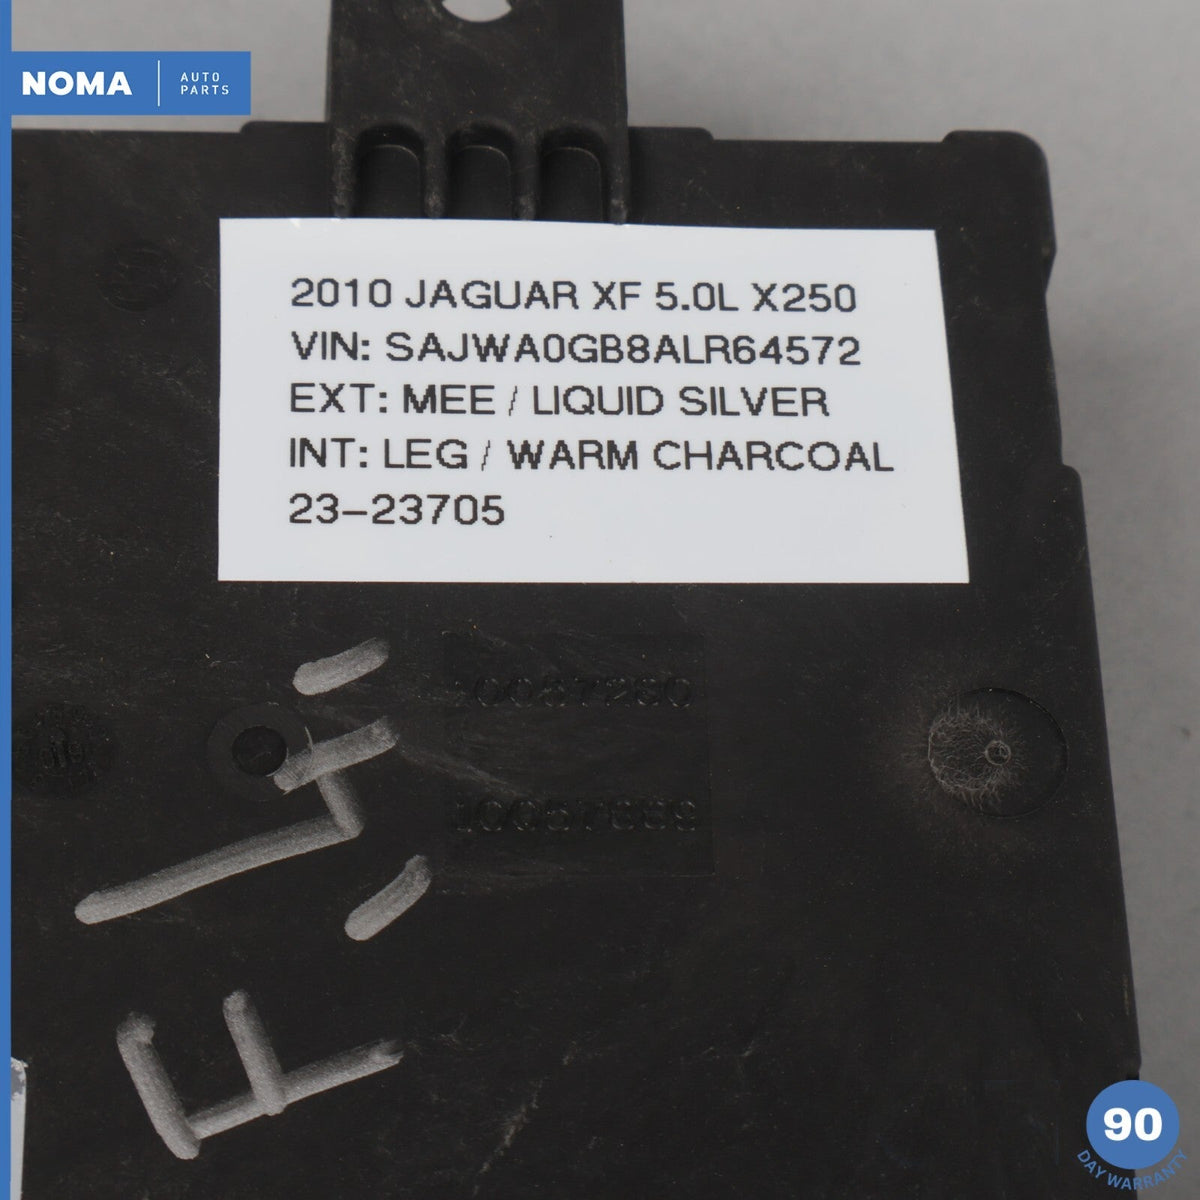 NOMA
AUTO
PARTS
2010 JAGUAR XF 5.0L X250
VIN: SAJWA0GB8ALR64572
EXT: MEE / LIQUID SILVER
INT: LEG / WARM CHARCOAL
23-23705
90
DAY WARRANTY